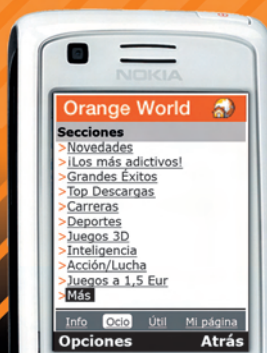 NOKIA
Orange World
Secciones
>Novedades
>¡Los más adictivos!
>Grandes Éxitos
>Top Descargas
>Carreras
>Deportes
>Juegos 3D
>Inteligencia
>Acción/Lucha
>Juegos a 1,5 Eur
>Más
Info Ocio Útil Mi página
Opciones Atrás